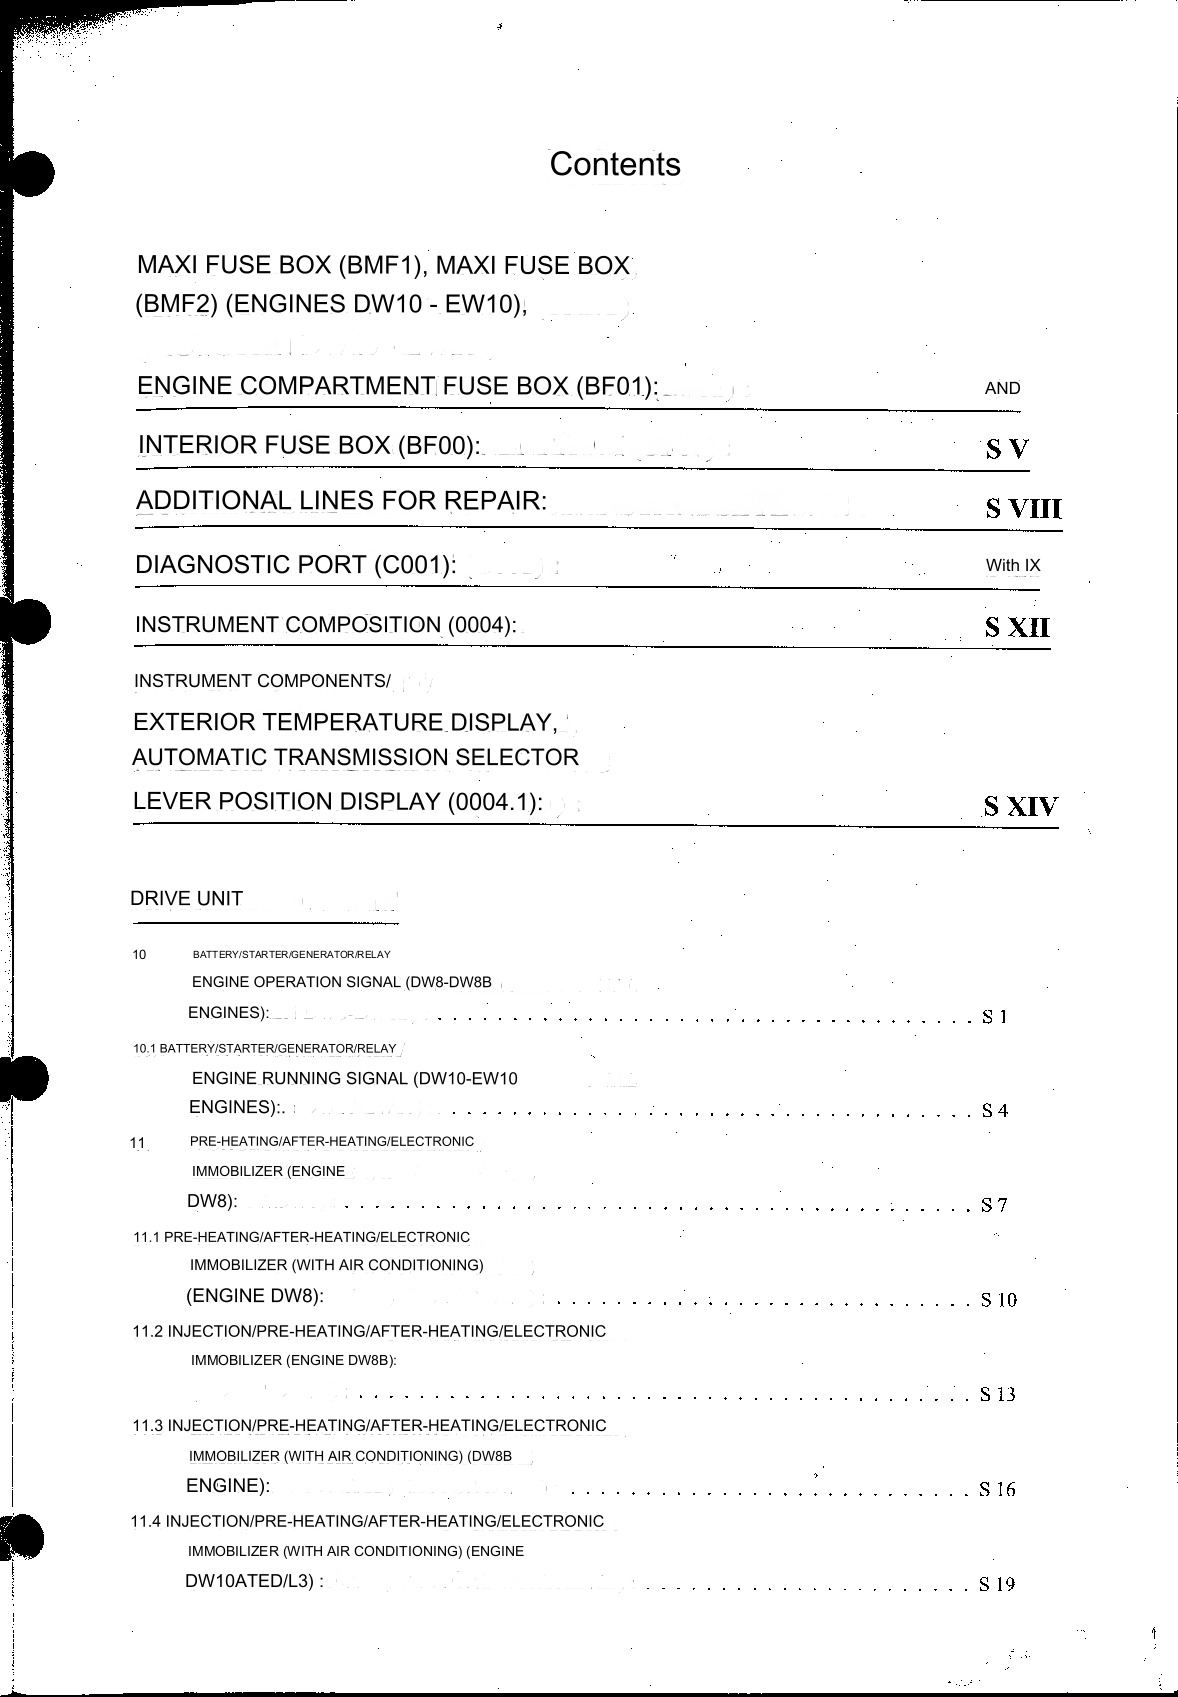 Contents
MAXI FUSE BOX (BMF1), MAXI FUSE BOX
(BMF2) (ENGINES DW10 - EW10),
ENGINE COMPARTMENT FUSE BOX (BF01): AND
INTERIOR FUSE BOX (BF00): S V
ADDITIONAL LINES FOR REPAIR: S VIII
DIAGNOSTIC PORT (C001): With IX
INSTRUMENT COMPOSITION (0004): S XII
INSTRUMENT COMPONENTS/
EXTERIOR TEMPERATURE DISPLAY,
AUTOMATIC TRANSMISSION SELECTOR
LEVER POSITION DISPLAY (0004.1): S XIV
DRIVE UNIT
10 BATTERY/STARTER/GENERATOR/RELAY
ENGINE OPERATION SIGNAL (DW8-DW8B
ENGINES): S 1
10.1 BATTERY/STARTER/GENERATOR/RELAY
ENGINE RUNNING SIGNAL (DW10-EW10
ENGINES):. S 4
11 PRE-HEATING/AFTER-HEATING/ELECTRONIC
IMMOBILIZER (ENGINE
DW8): S 7
11.1 PRE-HEATING/AFTER-HEATING/ELECTRONIC
IMMOBILIZER (WITH AIR CONDITIONING)
(ENGINE DW8): S 10
11.2 INJECTION/PRE-HEATING/AFTER-HEATING/ELECTRONIC
IMMOBILIZER (ENGINE DW8B):
S 13
11.3 INJECTION/PRE-HEATING/AFTER-HEATING/ELECTRONIC
IMMOBILIZER (WITH AIR CONDITIONING) (DW8B
ENGINE): S 16
11.4 INJECTION/PRE-HEATING/AFTER-HEATING/ELECTRONIC
IMMOBILIZER (WITH AIR CONDITIONING) (ENGINE
DW10ATED/L3) : S 19